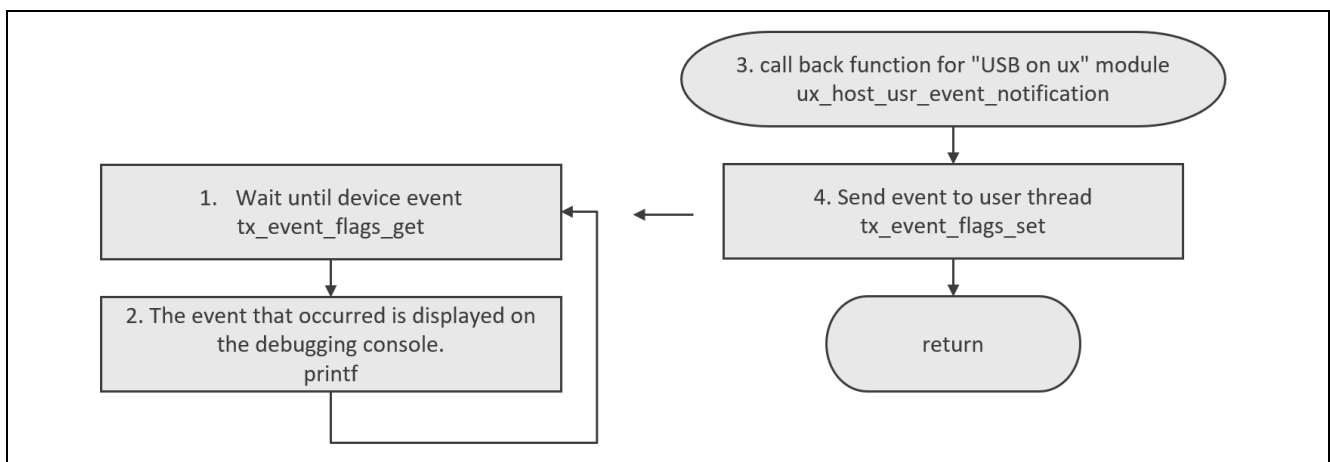 3. call back function for "USB on ux" module
ux_host_usr_event_notification
1. Wait until device event
tx_event_flags_get
4. Send event to user thread
tx_event_flags_set
2. The event that occurred is displayed on
the debugging console.
printf
return